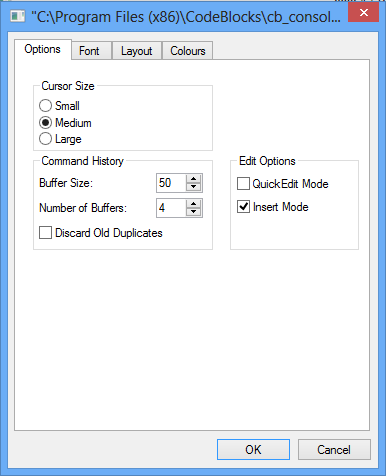 "C:\Program Files (x86)\CodeBlocks\cb_consol...
Options Font Layout Colours
Cursor Size
Small
Medium
Large
Command History
Buffer Size: 50
Number of Buffers: 4
Discard Old Duplicates
Edit Options
QuickEdit Mode
Insert Mode
OK Cancel